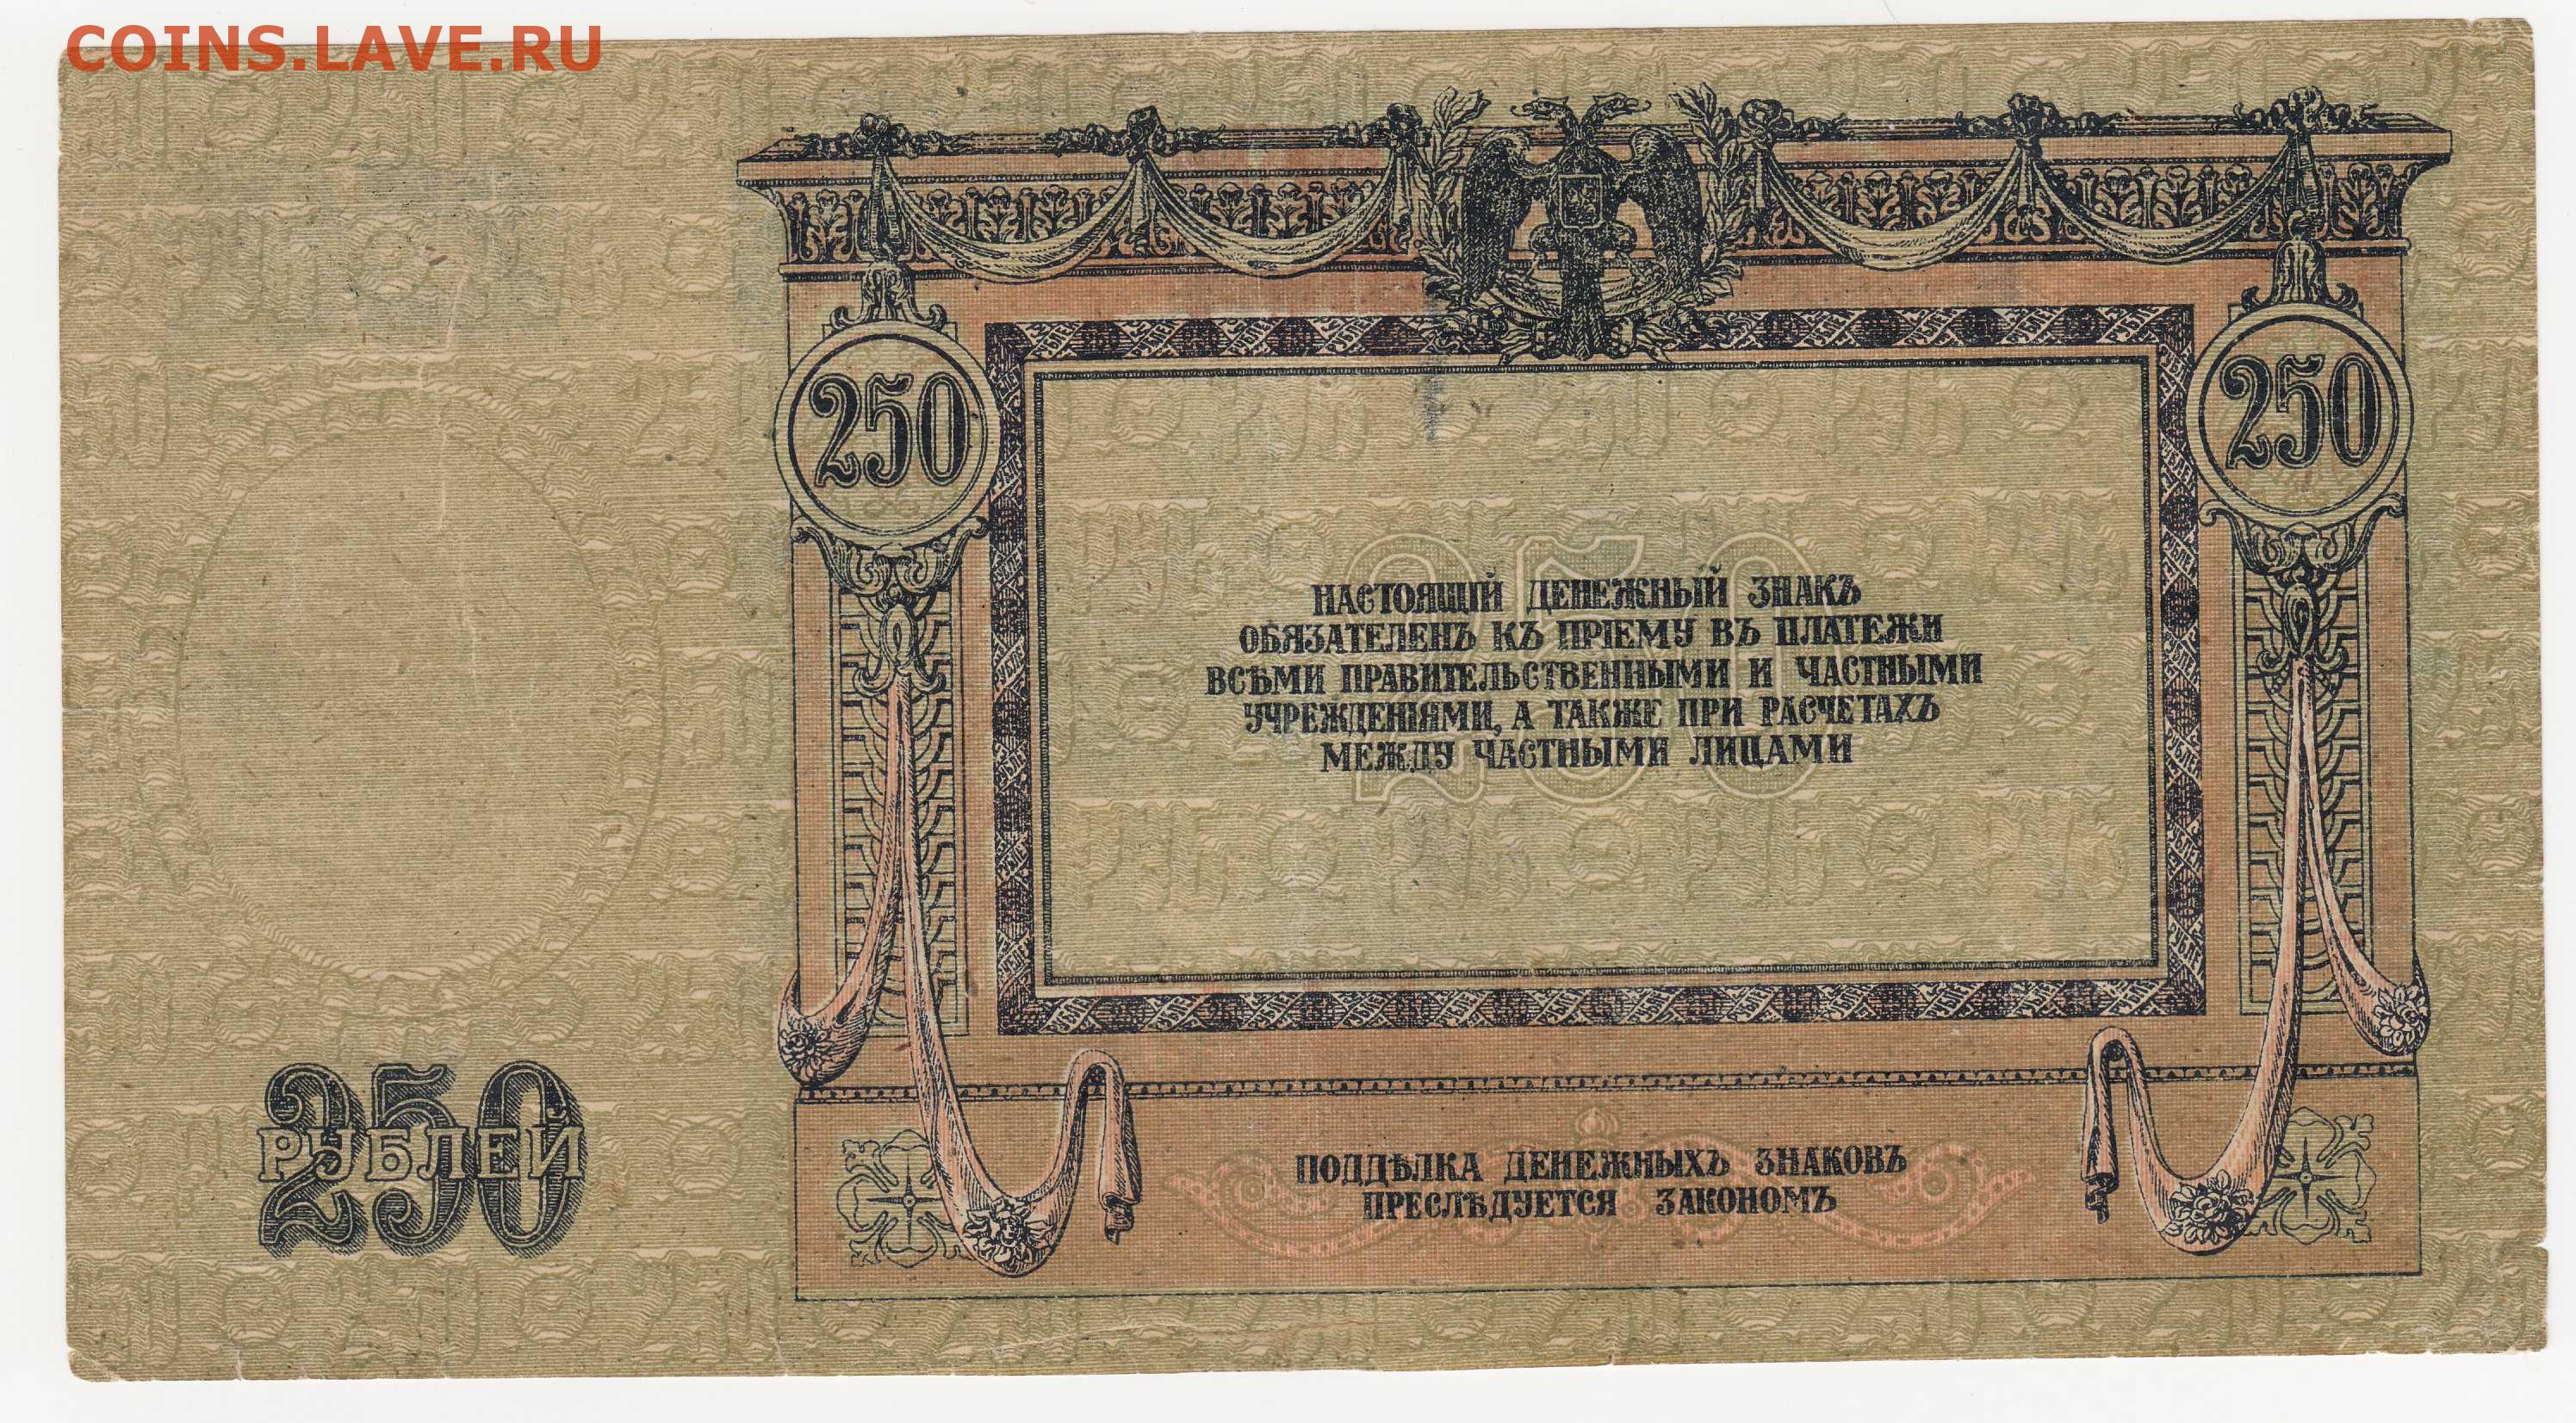 COINS.LAVE.RU
250
250
НАСТОЯЩІЙ ДЕНЕЖНЫЙ ЗНАКЪ
ОБЯЗАТЕЛЕНЪ КЪ ПРІЕМУ ВЪ ПЛАТЕЖИ
ВСѢМИ ПРАВИТЕЛЬСТВЕННЫМИ И ЧАСТНЫМИ
УЧРЕЖДЕНІЯМИ, А ТАКЖЕ ПРИ РАСЧЕТАХЪ
МЕЖДУ ЧАСТНЫМИ ЛИЦАМИ
250
250
РУБЛЕЙ
ПОДДѢЛКА ДЕНЕЖНЫХЪ ЗНАКОВЪ
ПРЕСЛѢДУЕТСЯ ЗАКОНОМЪ